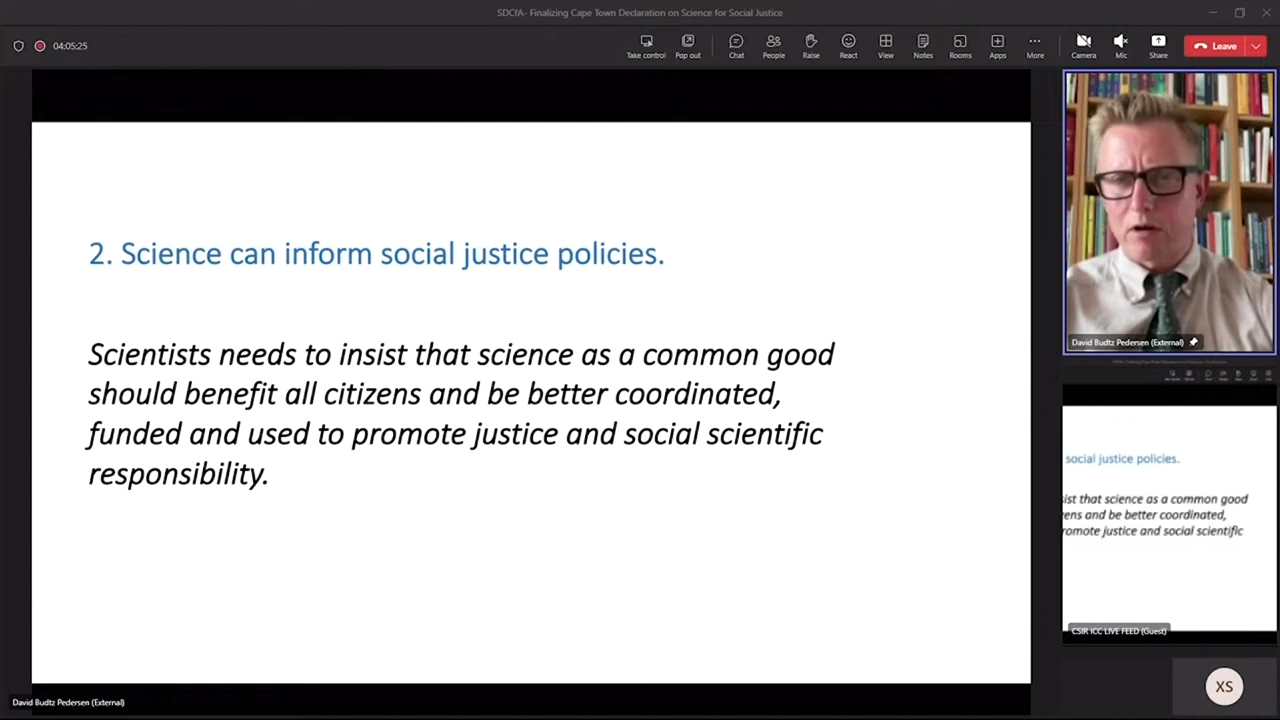 SDCfA- Finalizing Cape Town Declaration on Science for Social Justice
04:05:25
Take control
Pop out
Chat
People
Raise
React
View
Notes
Rooms
Apps
More
Camera
Mic
Share
Leave
2. Science can inform social justice policies.
Scientists needs to insist that science as a common good
should benefit all citizens and be better coordinated,
funded and used to promote justice and social scientific
responsibility.
David Budtz Pedersen (External)
social justice policies.
ist that science as a common good
ens and be better coordinated,
romote justice and social scientific
CSIR ICC LIVE FEED (Guest)
XS
David Budtz Pedersen (External)